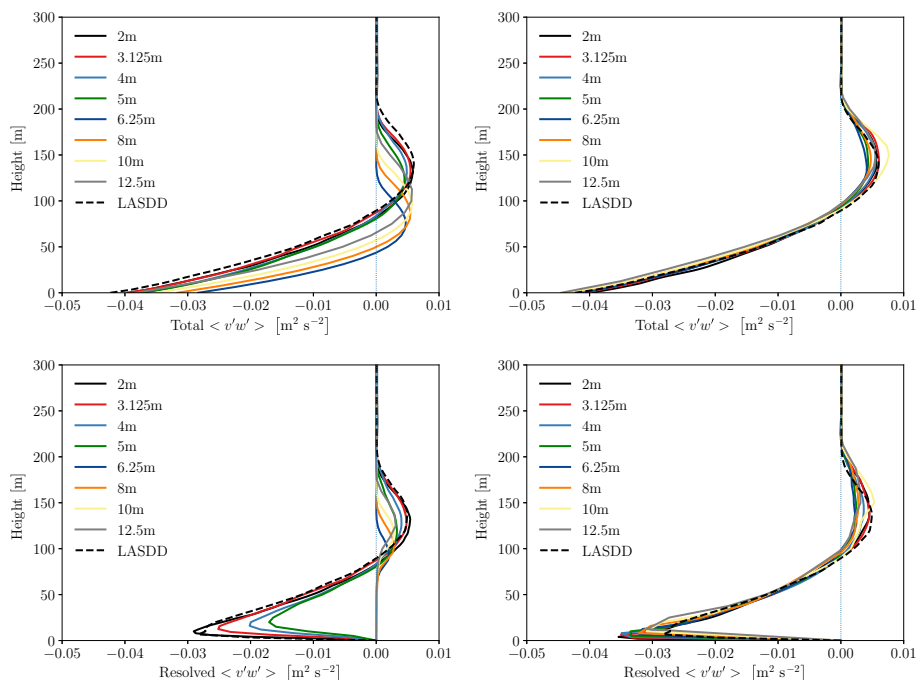 300
250
200
150
100
50
0
Height [m]
2m
3.125m
4m
5m
6.25m
8m
10m
12.5m
LASDD
−0.05 −0.04 −0.03 −0.02 −0.01 0.00 0.01
Total < v′w′ > [m² s⁻²]
300
250
200
150
100
50
0
Height [m]
2m
3.125m
4m
5m
6.25m
8m
10m
12.5m
LASDD
−0.05 −0.04 −0.03 −0.02 −0.01 0.00 0.01
Total < v′w′ > [m² s⁻²]
300
250
200
150
100
50
0
Height [m]
2m
3.125m
4m
5m
6.25m
8m
10m
12.5m
LASDD
−0.05 −0.04 −0.03 −0.02 −0.01 0.00 0.01
Resolved < v′w′ > [m² s⁻²]
300
250
200
150
100
50
0
Height [m]
2m
3.125m
4m
5m
6.25m
8m
10m
12.5m
LASDD
−0.05 −0.04 −0.03 −0.02 −0.01 0.00 0.01
Resolved < v′w′ > [m² s⁻²]